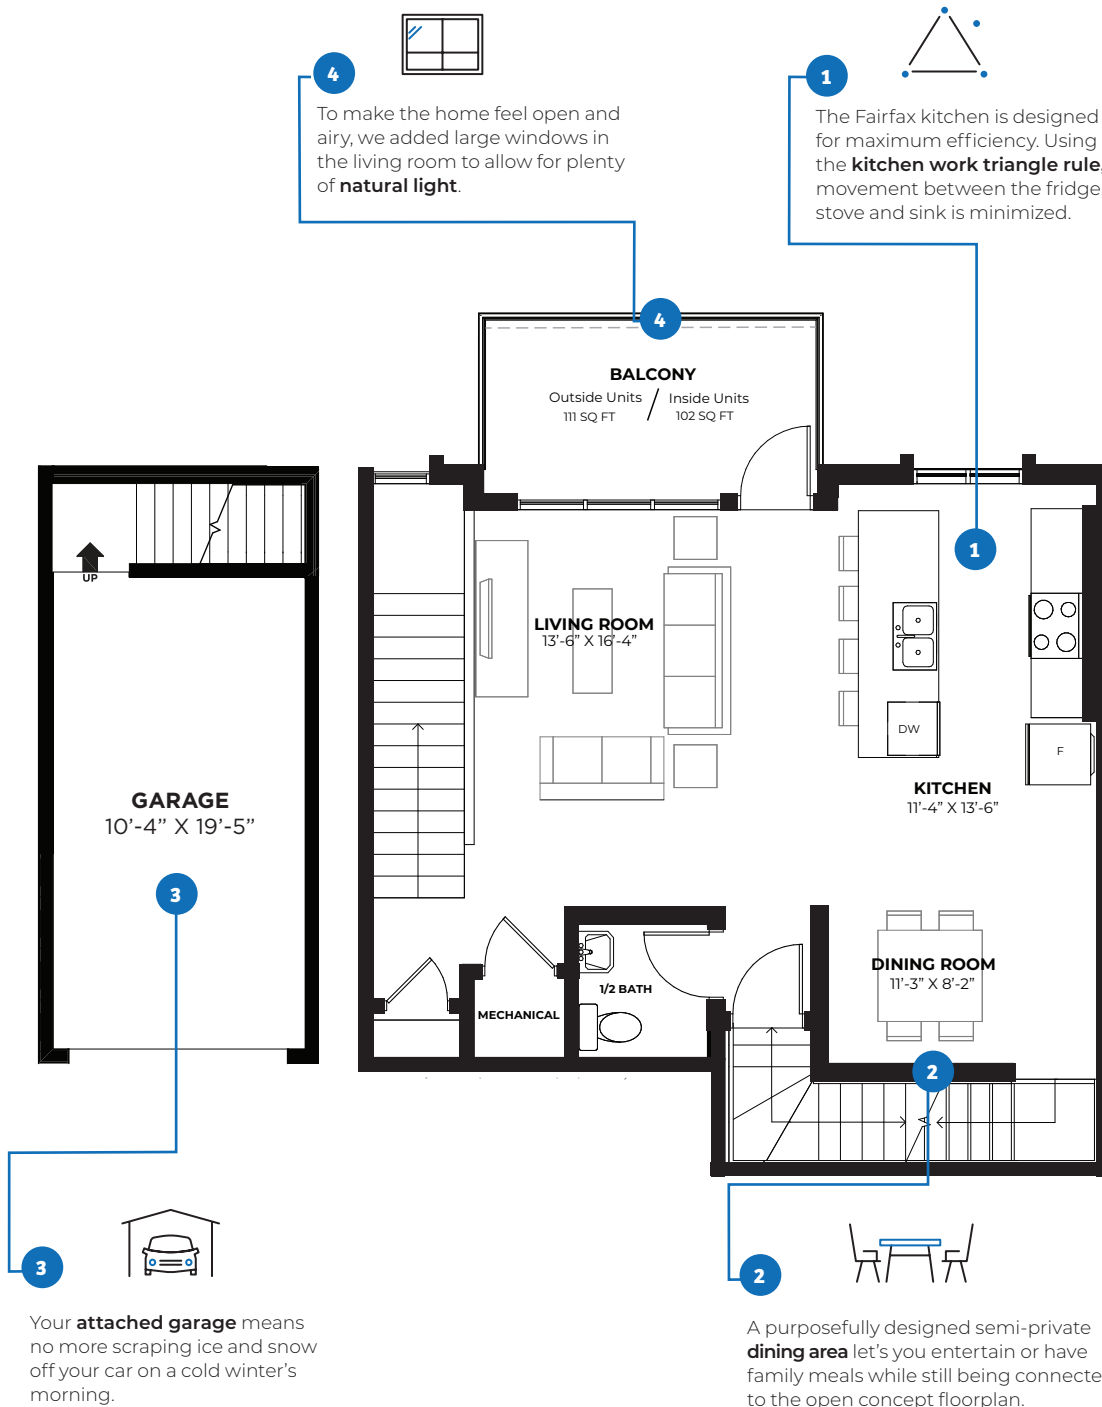 4
To make the home feel open and
airy, we added large windows in
the living room to allow for plenty
of natural light.
1
The Fairfax kitchen is designed
for maximum efficiency. Using
the kitchen work triangle rule,
movement between the fridge
stove and sink is minimized.
4
BALCONY
Outside Units / Inside Units
111 SQ FT 102 SQ FT
1
UP
LIVING ROOM
13'-6" X 16'-4"
DW
F
KITCHEN
11'-4" X 13'-6"
GARAGE
10'-4" X 19'-5"
3
DINING ROOM
11'-3" X 8'-2"
1/2 BATH
MECHANICAL
2
3
Your attached garage means
no more scraping ice and snow
off your car on a cold winter's
morning.
2
A purposefully designed semi-private
dining area let's you entertain or have
family meals while still being connecte
to the open concept floorplan.